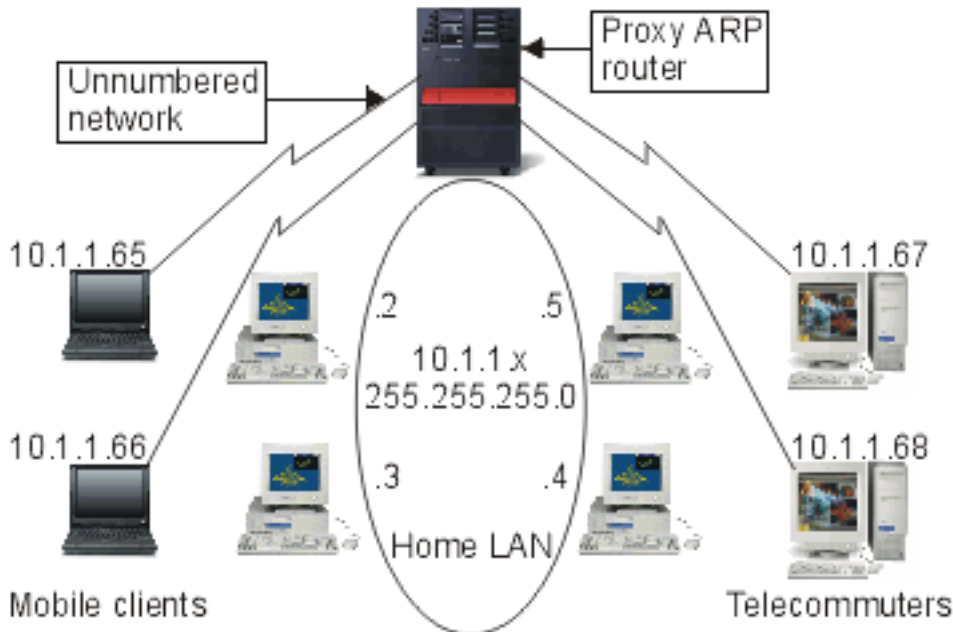 Proxy ARP
router
Unnumbered
network
10.1.1.65
10.1.1.67
.2
.5
10.1.1.x
255.255.255.0
10.1.1.66
10.1.1.68
.3
.4
Home LAN
Mobile clients
Telecommuters